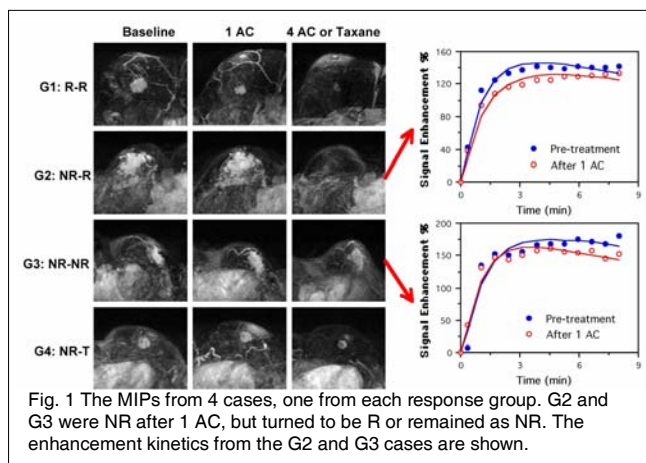 Baseline 1 AC 4 AC or Taxane
G1: R-R
G2: NR-R
G3: NR-NR
G4: NR-T
Signal Enhancement %
160
120
80
40
0
Pre-treatment
After 1 AC
0 3 6 9
Time (min)
Signal Enhancement %
200
150
100
50
0
Pre-treatment
After 1 AC
0 3 6 9
Time (min)
Fig. 1 The MIPs from 4 cases, one from each response group. G2 and
G3 were NR after 1 AC, but turned to be R or remained as NR. The
enhancement kinetics from the G2 and G3 cases are shown.